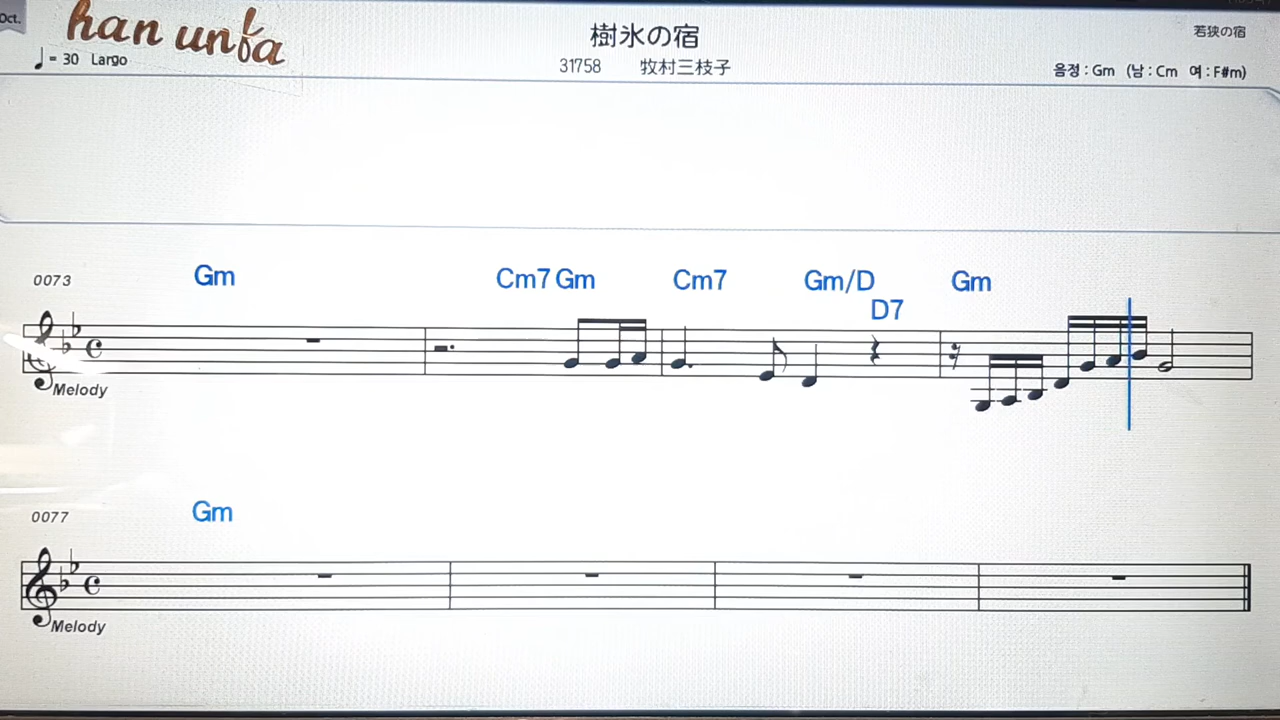 Oct.
han unfa
樹氷の宿
若狭の宿
♩= 30 Largo
31758 牧村三枝子
음정 : Gm (남 : Cm 여 : F#m)
0073 Gm Cm7 Gm Cm7 Gm/D D7 Gm
Melody
0077 Gm
Melody